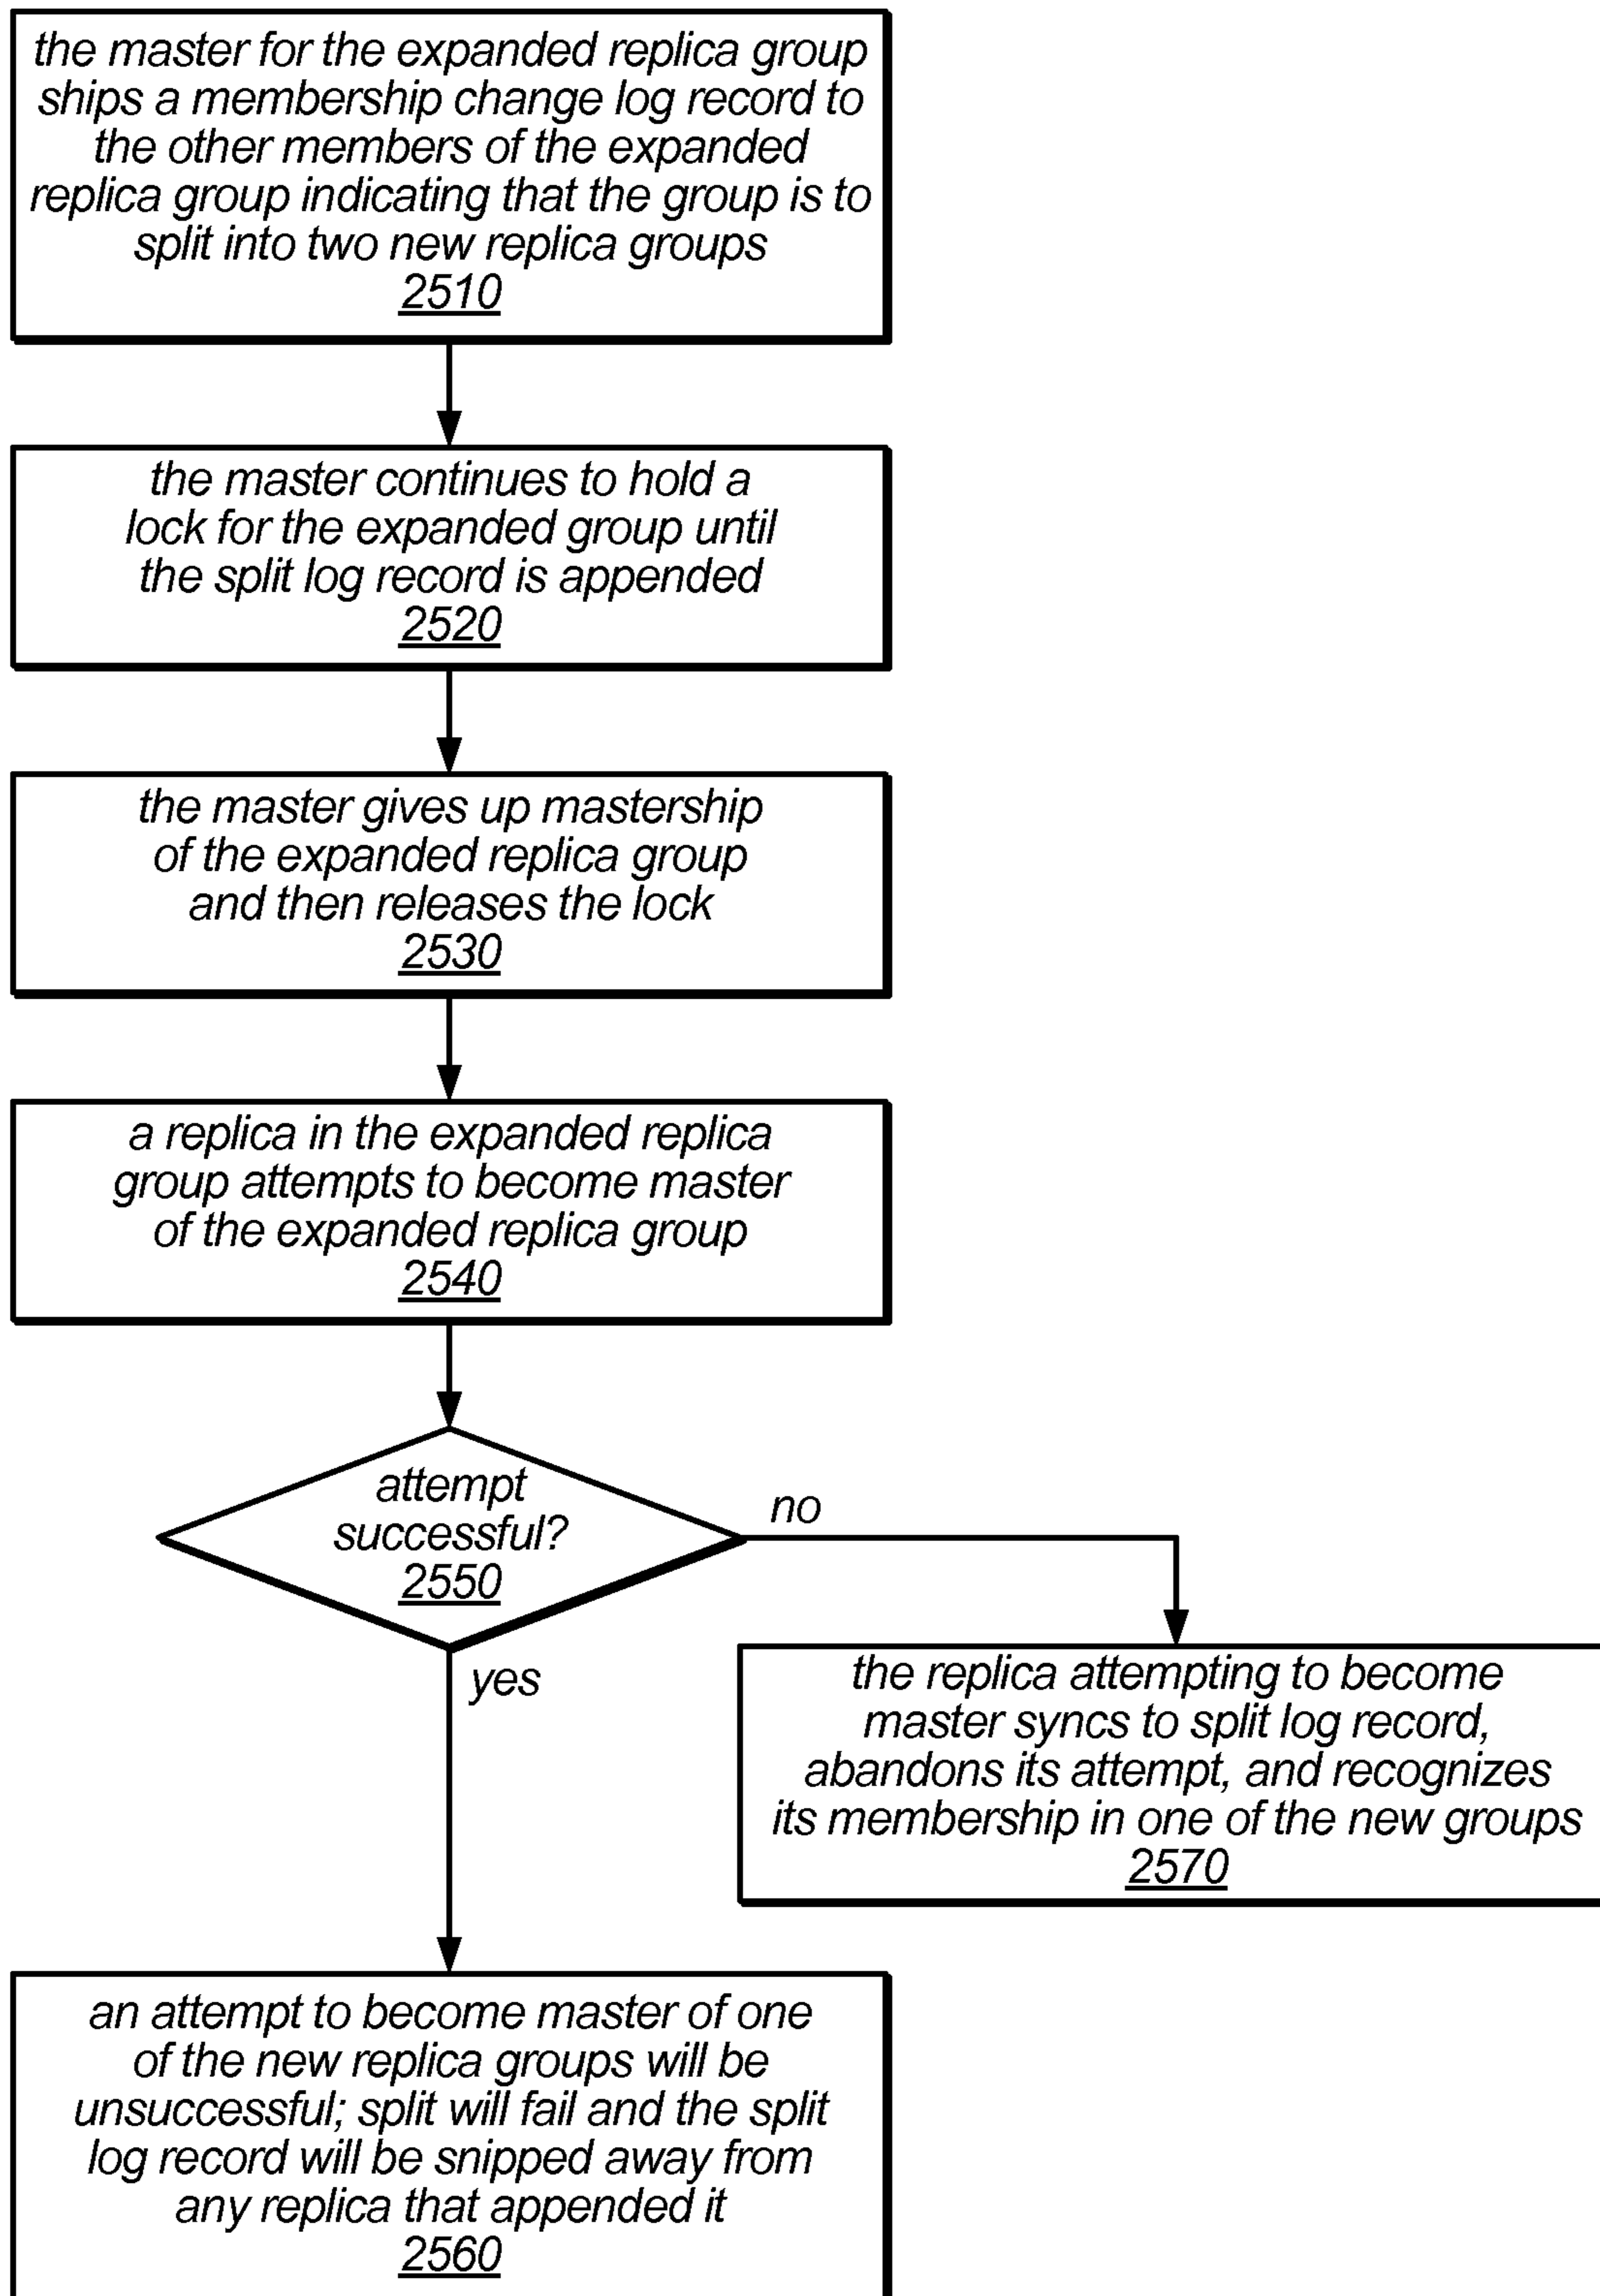 the master for the expanded replica group
ships a membership change log record to
the other members of the expanded
replica group indicating that the group is to
split into two new replica groups
2510
the master continues to hold a
lock for the expanded group until
the split log record is appended
2520
the master gives up mastership
of the expanded replica group
and then releases the lock
2530
a replica in the expanded replica
group attempts to become master
of the expanded replica group
2540
attempt
successful?
2550
no
yes
the replica attempting to become
master syncs to split log record,
abandons its attempt, and recognizes
its membership in one of the new groups
2570
an attempt to become master of one
of the new replica groups will be
unsuccessful; split will fail and the split
log record will be snipped away from
any replica that appended it
2560